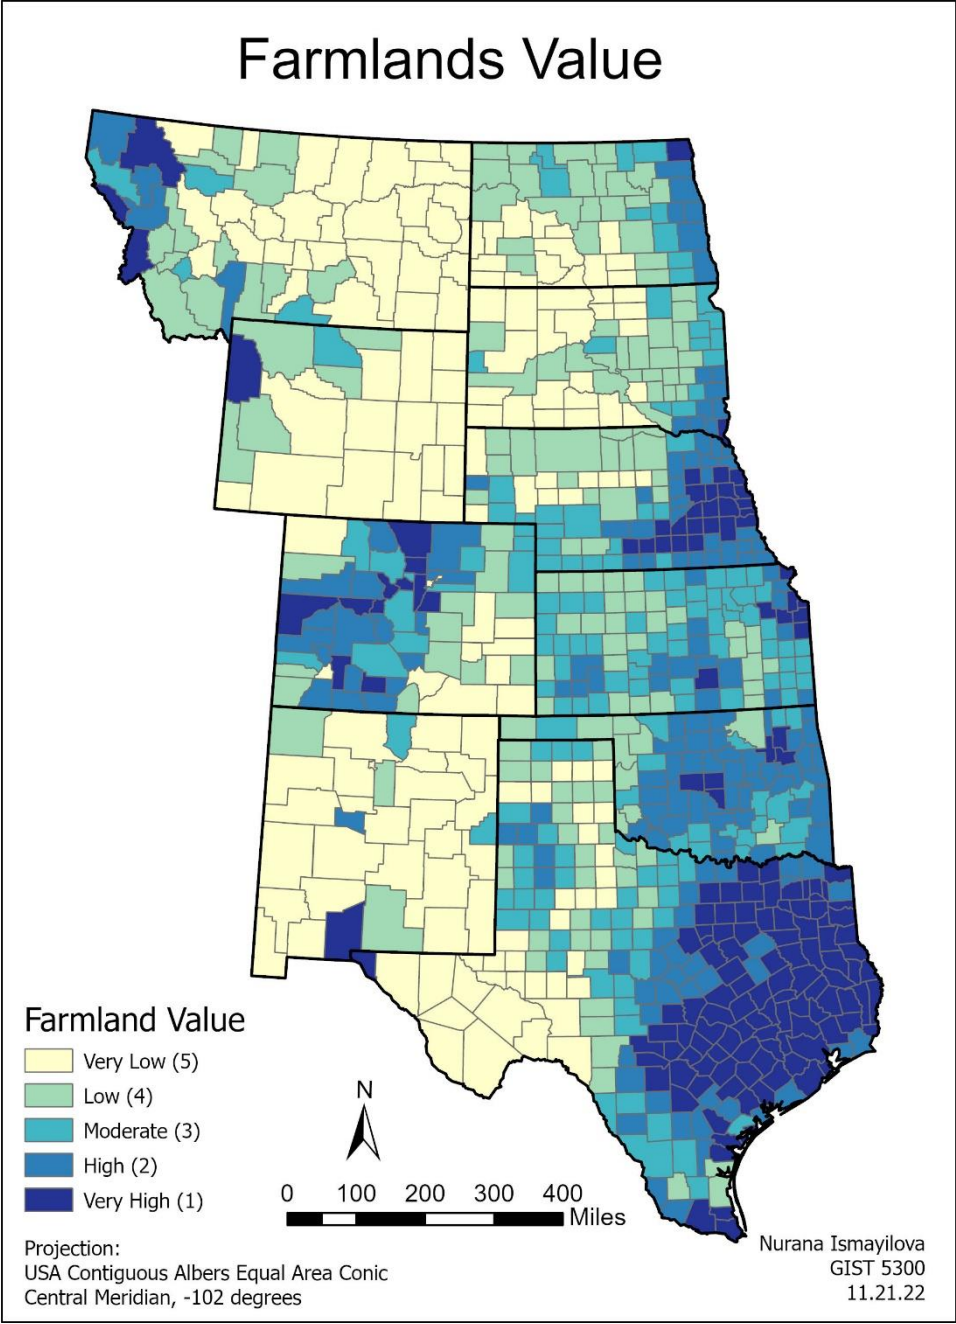 Farmlands Value
Farmland Value
Very Low (5)
Low (4)
Moderate (3)
High (2)
Very High (1)
N
0 100 200 300 400
Miles
Projection:
USA Contiguous Albers Equal Area Conic
Central Meridian, -102 degrees
Nurana Ismayilova
GIST 5300
11.21.22